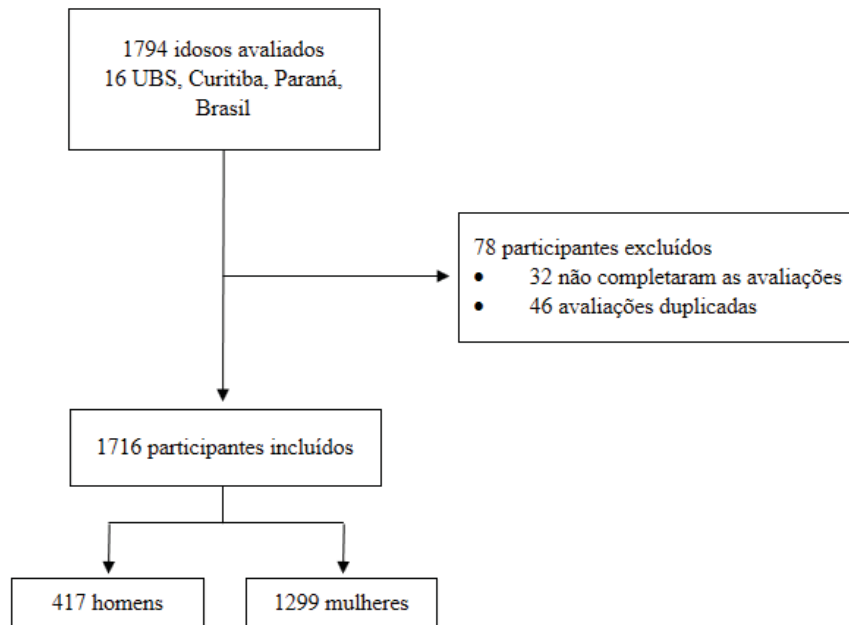 1794 idosos avaliados
16 UBS, Curitiba, Paraná,
Brasil
78 participantes excluídos
• 32 não completaram as avaliações
• 46 avaliações duplicadas
1716 participantes incluídos
417 homens
1299 mulheres